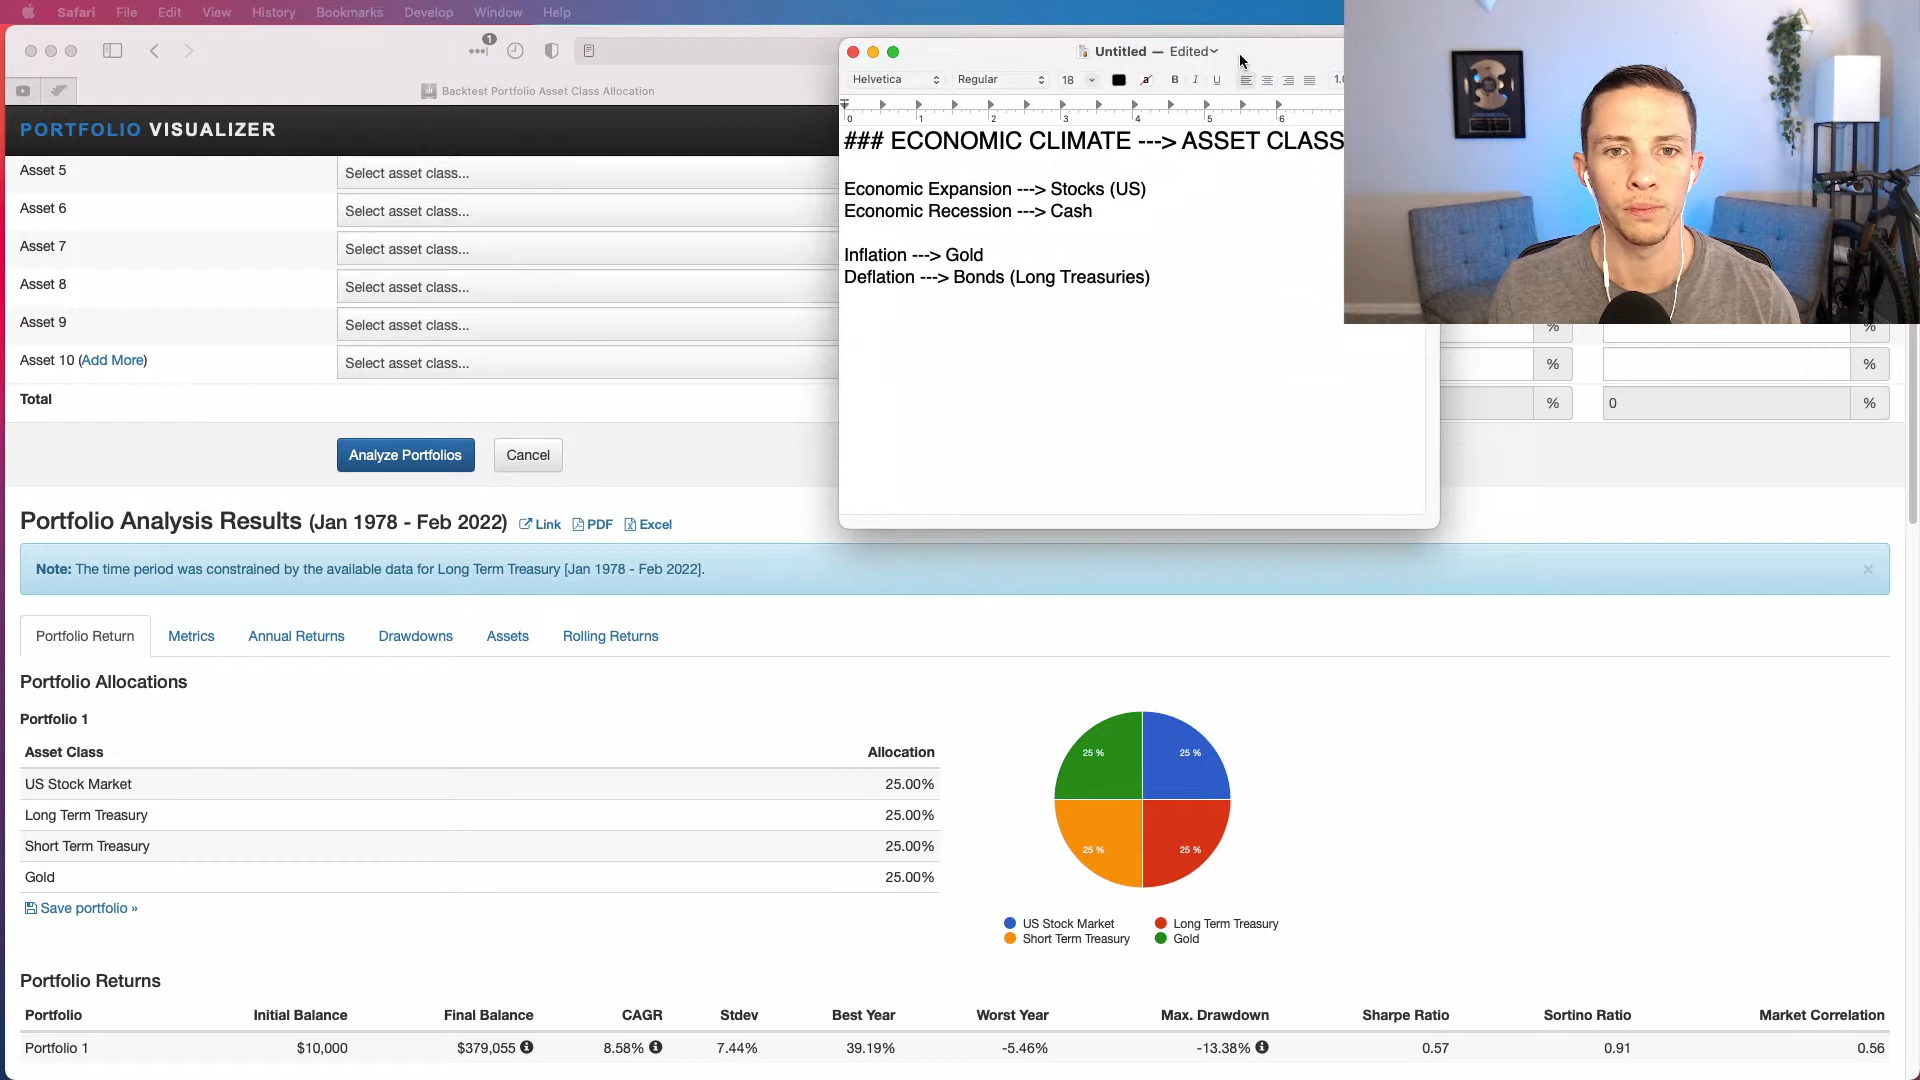 Safari File Edit View History Bookmarks Develop Window Help
1
Backtest Portfolio Asset Class Allocation
PORTFOLIO VISUALIZER
Untitled — Edited
Helvetica Regular 18 B I U 1.0
0 1 2 3 4 5 6
### ECONOMIC CLIMATE ---> ASSET CLASS
Economic Expansion ---> Stocks (US)
Economic Recession ---> Cash
Inflation ---> Gold
Deflation ---> Bonds (Long Treasuries)
Asset 5 Select asset class...
Asset 6 Select asset class...
Asset 7 Select asset class...
Asset 8 Select asset class...
Asset 9 Select asset class... % %
Asset 10 (Add More) Select asset class... % %
Total % 0 %
Analyze Portfolios Cancel
Portfolio Analysis Results (Jan 1978 - Feb 2022) Link PDF Excel
Note: The time period was constrained by the available data for Long Term Treasury [Jan 1978 - Feb 2022]. ×
Portfolio Return Metrics Annual Returns Drawdowns Assets Rolling Returns
Portfolio Allocations
Portfolio 1
Asset Class Allocation
US Stock Market 25.00%
Long Term Treasury 25.00%
Short Term Treasury 25.00%
Gold 25.00%
Save portfolio »
25 % 25 %
25 % 25 %
US Stock Market Long Term Treasury
Short Term Treasury Gold
Portfolio Returns
Portfolio Initial Balance Final Balance CAGR Stdev Best Year Worst Year Max. Drawdown Sharpe Ratio Sortino Ratio Market Correlation
Portfolio 1 $10,000 $379,055 8.58% 7.44% 39.19% -5.46% -13.38% 0.57 0.91 0.56